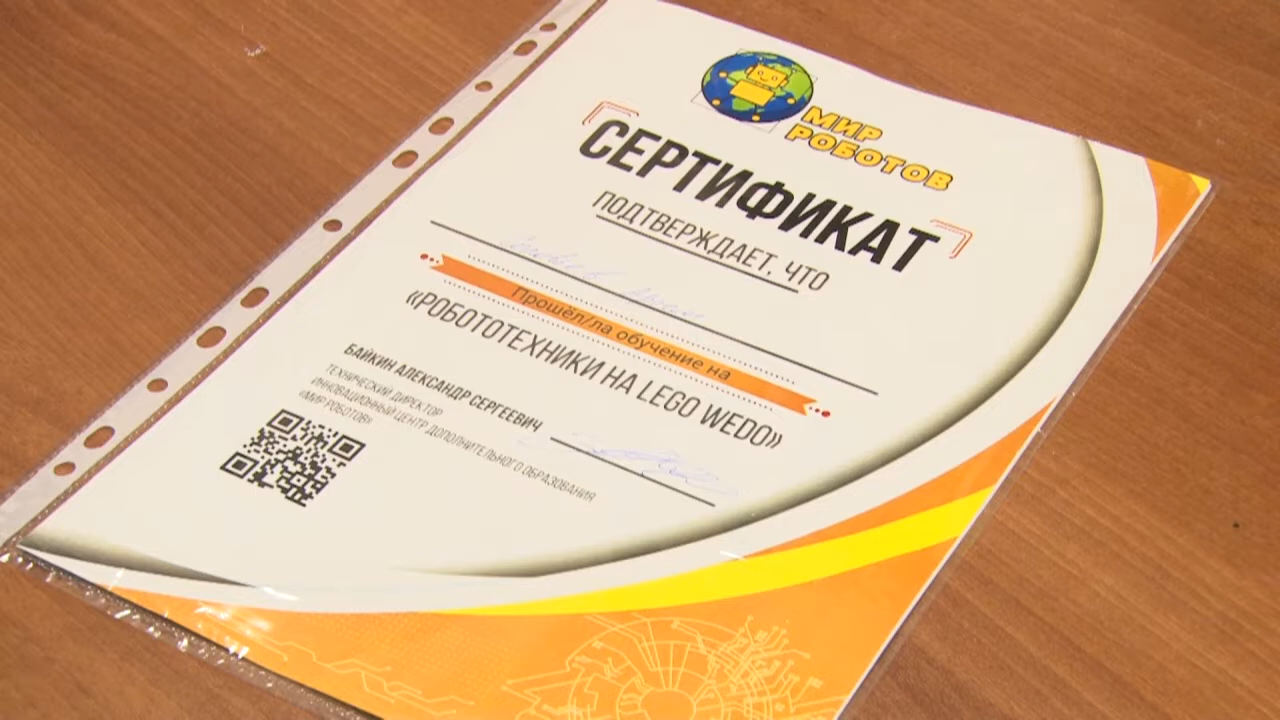 МИР
РОБОТОВ
СЕРТИФИКАТ
ПОДТВЕРЖДАЕТ, ЧТО
Прошёл/ла обучение на
«РОБОТОТЕХНИКИ НА LEGO WEDO»
БАЙКИН АЛЕКСАНДР СЕРГЕЕВИЧ
ТЕХНИЧЕСКИЙ ДИРЕКТОР
ИННОВАЦИОННЫЙ ЦЕНТР ДОПОЛНИТЕЛЬНОГО ОБРАЗОВАНИЯ
«МИР РОБОТОВ»